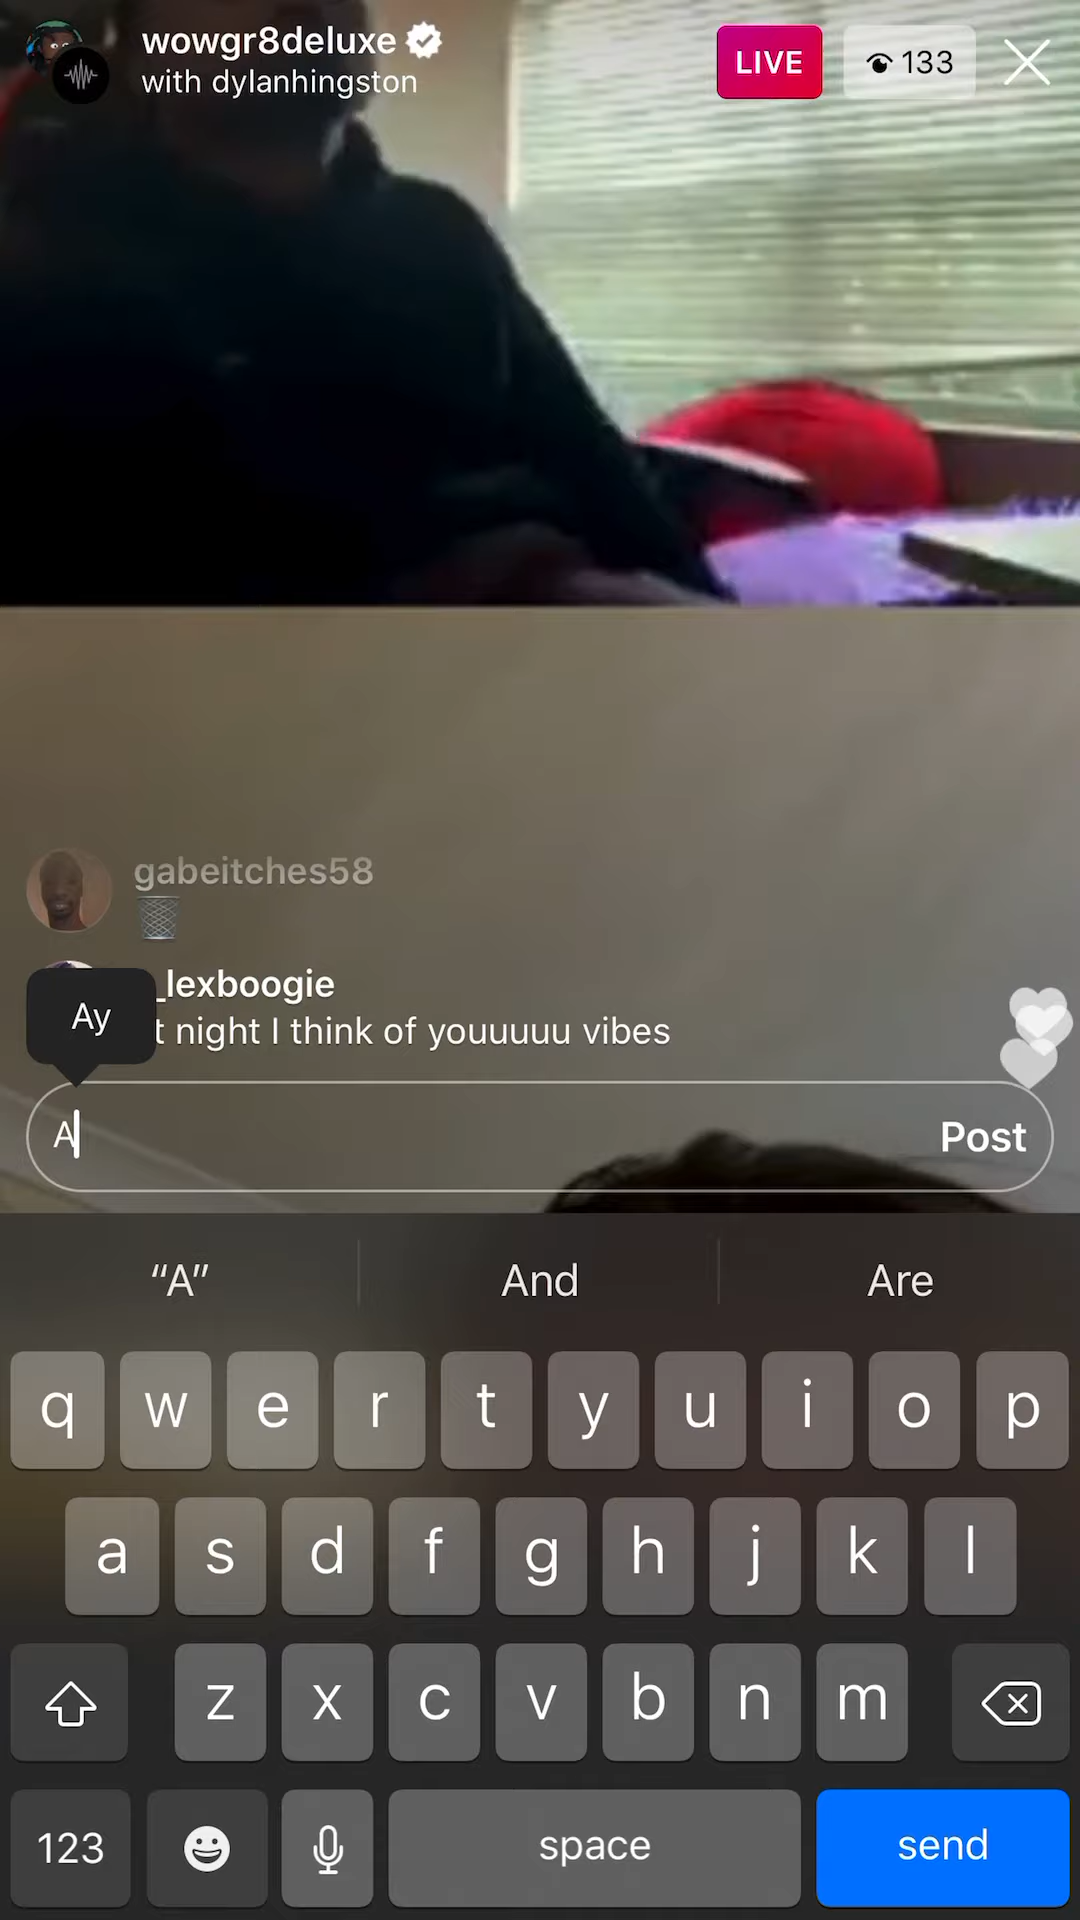 wowgr8deluxe
with dylanhingston
LIVE
133
gabeitches58
_lexboogie
Ay
t night I think of youuuuu vibes
A
Post
“A”
And
Are
q w e r t y u i o p
a s d f g h j k l
z x c v b n m
123
space
send